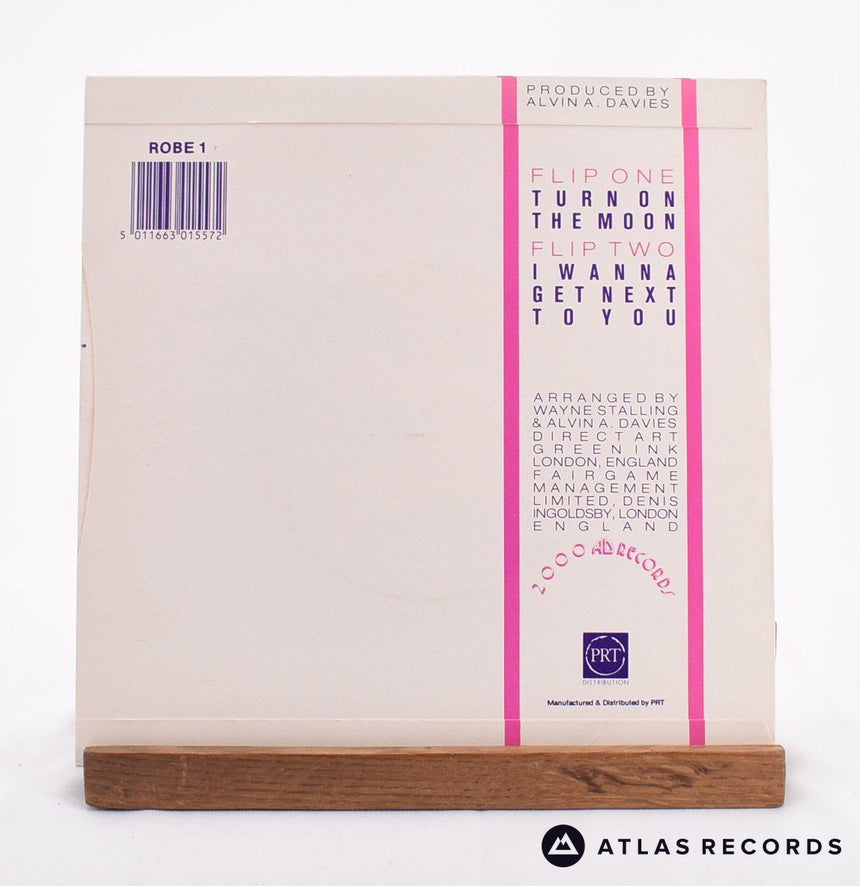 PRODUCED BY
ALVIN A. DAVIES
ROBE 1
5 011663 015572
FLIP ONE
TURN ON
THE MOON
FLIP TWO
I WANNA
GET NEXT
TO YOU
ARRANGED BY
WAYNE STALLING
& ALVIN A. DAVIES
DIRECT ART
GREEN INK
LONDON, ENGLAND
FAIRGAME
MANAGEMENT
LIMITED, DENIS
INGOLDSBY, LONDON
ENGLAND
2000 AD RECORDS
PRT
DISTRIBUTION
Manufactured & Distributed by PRT
ATLAS RECORDS